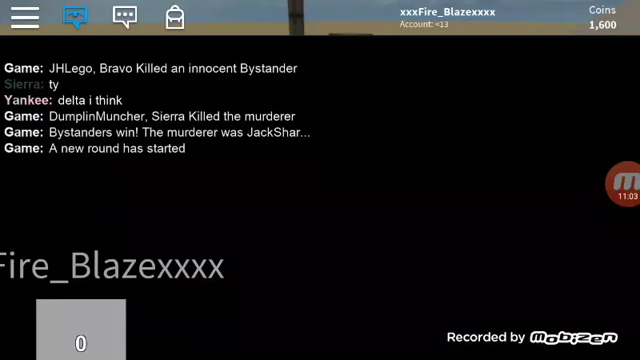 xxxFire_Blazexxxx
Account: <13
Coins
1,600
Game: JHLego, Bravo Killed an innocent Bystander
Sierra: ty
Yankee: delta i think
Game: DumplinMuncher, Sierra Killed the murderer
Game: Bystanders win! The murderer was JackShar...
Game: A new round has started
11:03
Fire_Blazexxxx
0
Recorded by Mobizen